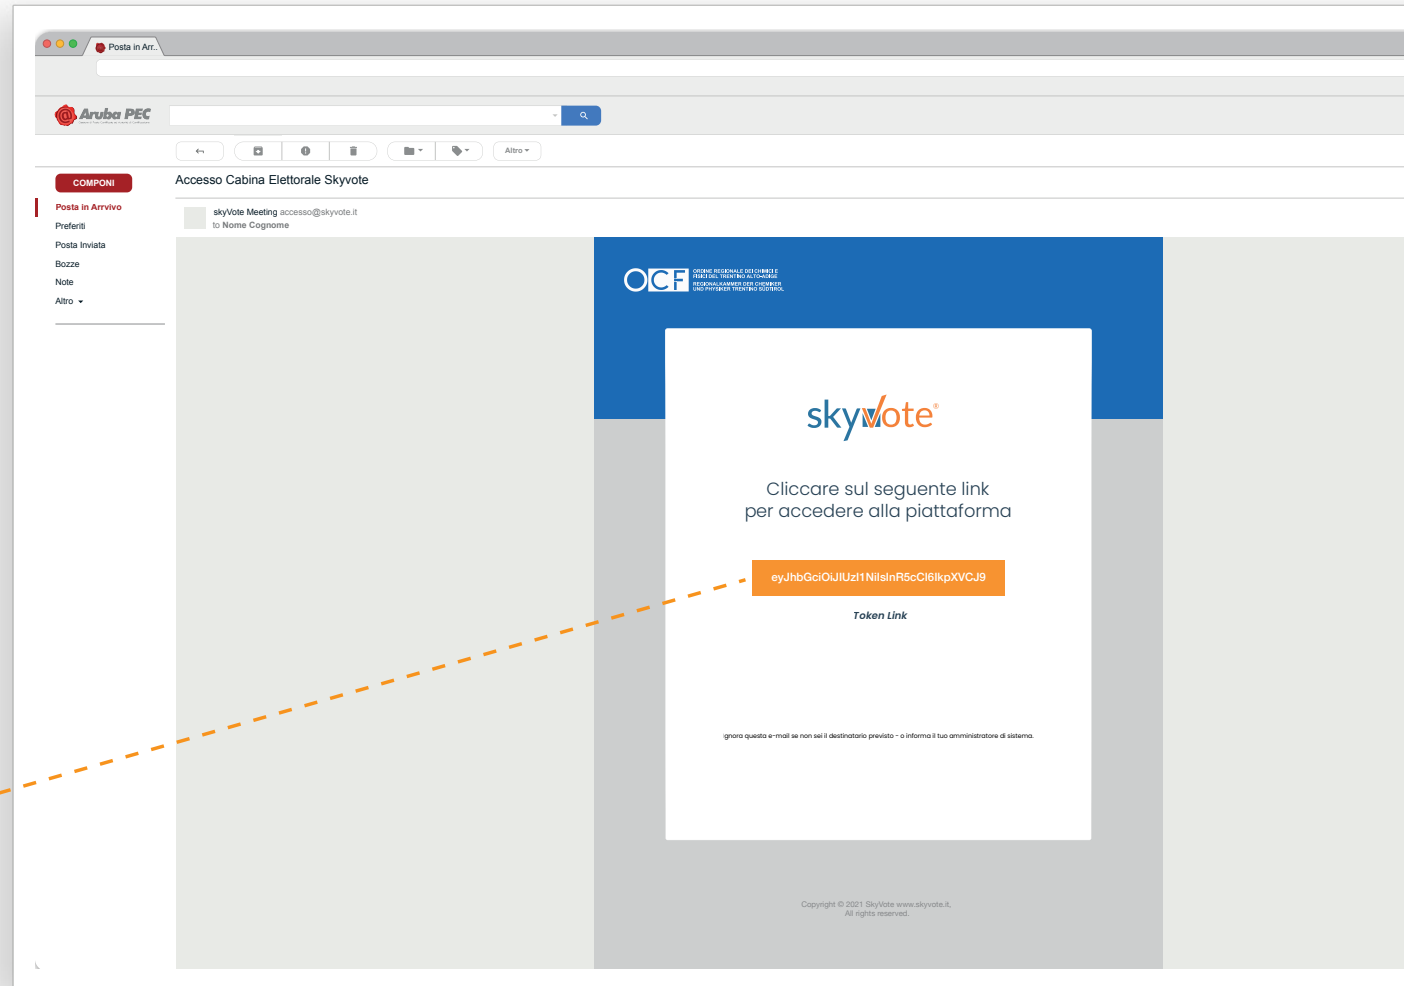 Posta in Arr..
Aruba PEC
Altro
COMPONI
Accesso Cabina Elettorale Skyvote
Posta in Arrvivo
skyVote Meeting accesso@skyvote.it
to Nome Cognome
Preferiti
Posta Inviata
Bozze
Note
Altro
OCF
ORDINE REGIONALE DEI CHIMICI E
FISICI DEL TRENTINO ALTO-ADIGE
REGIONALKAMMER DER CHEMIKER
UND PHYSIKER TRENTINO SÜDTIROL
skyvote®
Cliccare sul seguente link
per accedere alla piattaforma
eyJhbGciOiJIUzI1NiIsInR5cCI6IkpXVCJ9
Token Link
Ignora questa e-mail se non sei il destinatario previsto - o informa il tuo amministratore di sistema.
Copyright © 2021 SkyVote www.skyvote.it,
All rights reserved.